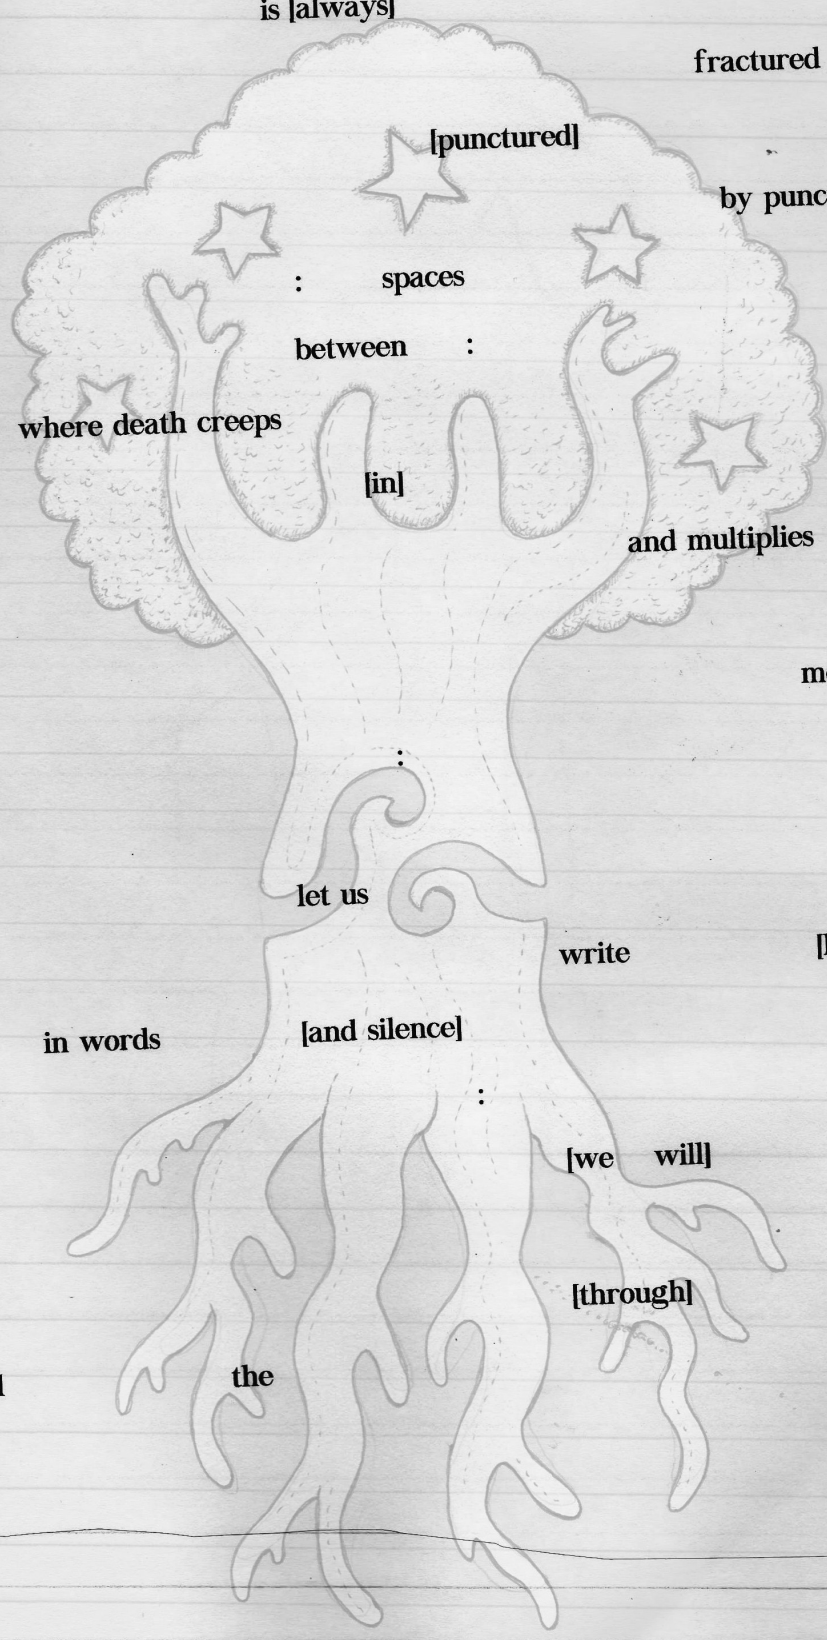 is [always]
fractured
[punctured]
by punc
: spaces
between :
where death creeps
[in]
and multiplies
:
let us
write
in words
[and silence]
:
[we will]
[through]
the